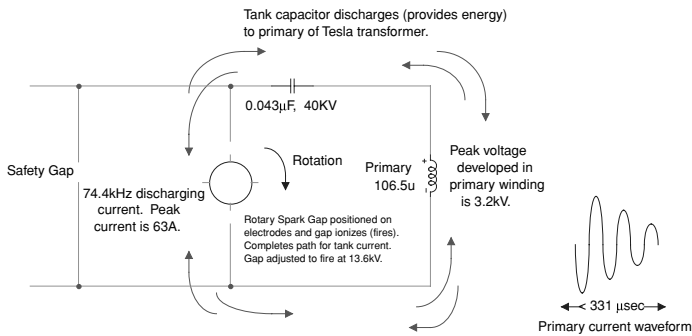 Tank capacitor discharges (provides energy)
to primary of Tesla transformer.
0.043µF, 40KV
Safety Gap
74.4kHz discharging
current. Peak
current is 63A.
Rotation
Rotary Spark Gap positioned on
electrodes and gap ionizes (fires).
Completes path for tank current.
Gap adjusted to fire at 13.6kV.
Primary
106.5u
+
-
Peak voltage
developed in
primary winding
is 3.2kV.
< 331 µsec
Primary current waveform